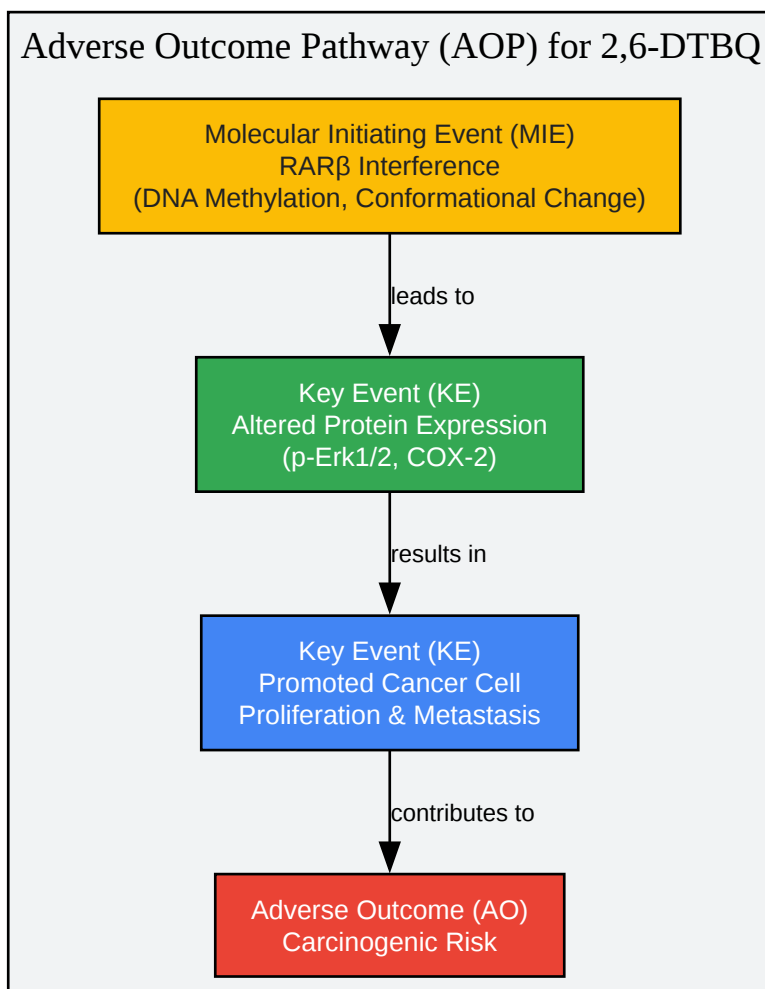 Adverse Outcome Pathway (AOP) for 2,6-DTBQ
Molecular Initiating Event (MIE)
RARβ Interference
(DNA Methylation, Conformational Change)
leads to
Key Event (KE)
Altered Protein Expression
(p-Erk1/2, COX-2)
results in
Key Event (KE)
Promoted Cancer Cell
Proliferation & Metastasis
contributes to
Adverse Outcome (AO)
Carcinogenic Risk